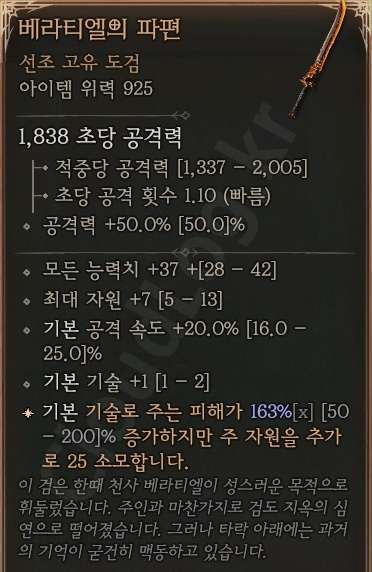 베라티엘의 파편
선조 고유 도검
아이템 위력 925
1,838 초당 공격력
적중당 공격력 [1,337 - 2,005]
초당 공격 횟수 1.10 (빠름)
공격력 +50.0% [50.0]%
모든 능력치 +37 +[28 - 42]
최대 자원 +7 [5 - 13]
기본 공격 속도 +20.0% [16.0 -
25.0]%
기본 기술 +1 [1 - 2]
기본 기술로 주는 피해가 163%[x] [50
- 200]% 증가하지만 주 자원을 추가
로 25 소모합니다.
이 검은 한때 천사 베라티엘이 성스러운 목적으로
휘둘렀습니다. 주인과 마찬가지로 검도 지옥의 심
연으로 떨어졌습니다. 그러나 타락 아래에는 과거
의 기억이 굳건히 맥동하고 있습니다.